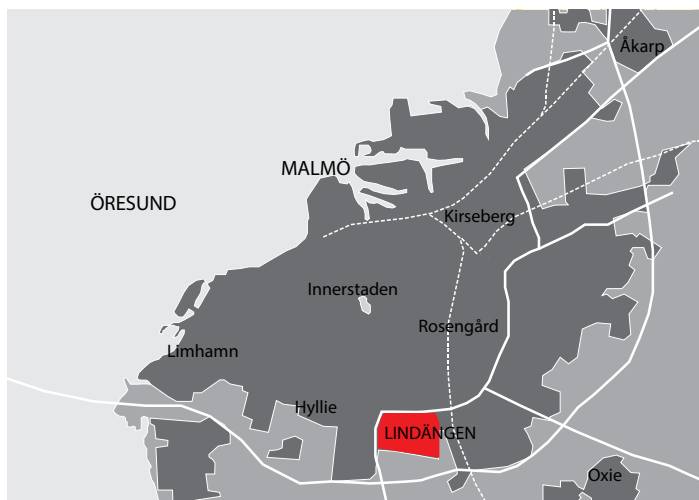 Åkarp
MALMÖ
ÖRESUND
Kirseberg
Innerstaden
Rosengård
Limhamn
Hyllie
LINDÄNGEN
Oxie